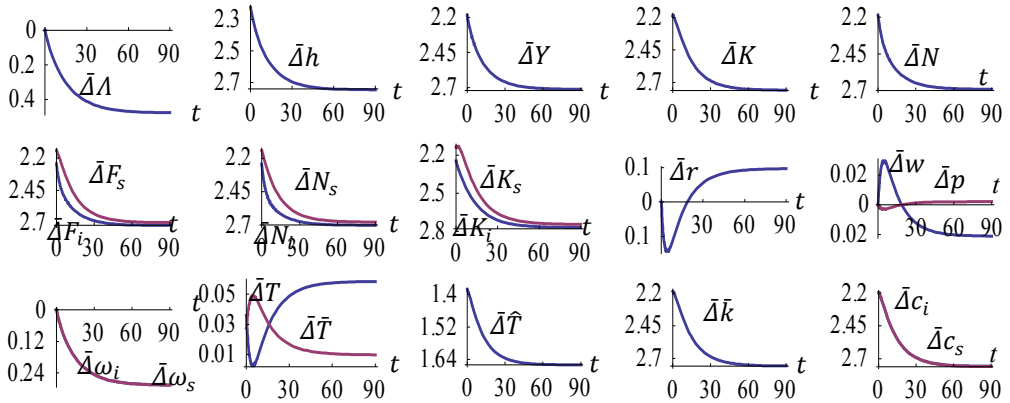 0 30 60 90
0.2
0.4
Δ̄Λ t
2.3
2.5
2.7
0 30 60 90
Δ̄h t
2.2
2.45
2.7
0 30 60 90
Δ̄Y t
2.2
2.45
2.7
0 30 60 90
Δ̄K t
2.2
2.45
2.7
0 30 60 90
Δ̄N t
2.2
2.45
2.7
0 30 60 90
Δ̄F_s t
Δ̄F_i
2.2
2.45
2.7
0 30 60 90
Δ̄N_s t
Δ̄N_i
2.2
2.5
2.8
0 30 60 90
Δ̄K_s t
Δ̄K_i
0.1
0
0.1
30 60 90
Δ̄r t
0.02
0
0.02
30 60 90
Δ̄w
Δ̄p t
0 30 60 90
0.12
0.24
t
Δ̄ω_i Δ̄ω_s
0.05
0.03
0.01
0 30 60 90
Δ̄T
Δ̄T̄ t
1.4
1.52
1.64
0 30 60 90
Δ̄T̂ t
2.2
2.45
2.7
0 30 60 90
Δ̄k̄ t
2.2
2.45
2.7
0 30 60 90
Δ̄c_i
Δ̄c_s t